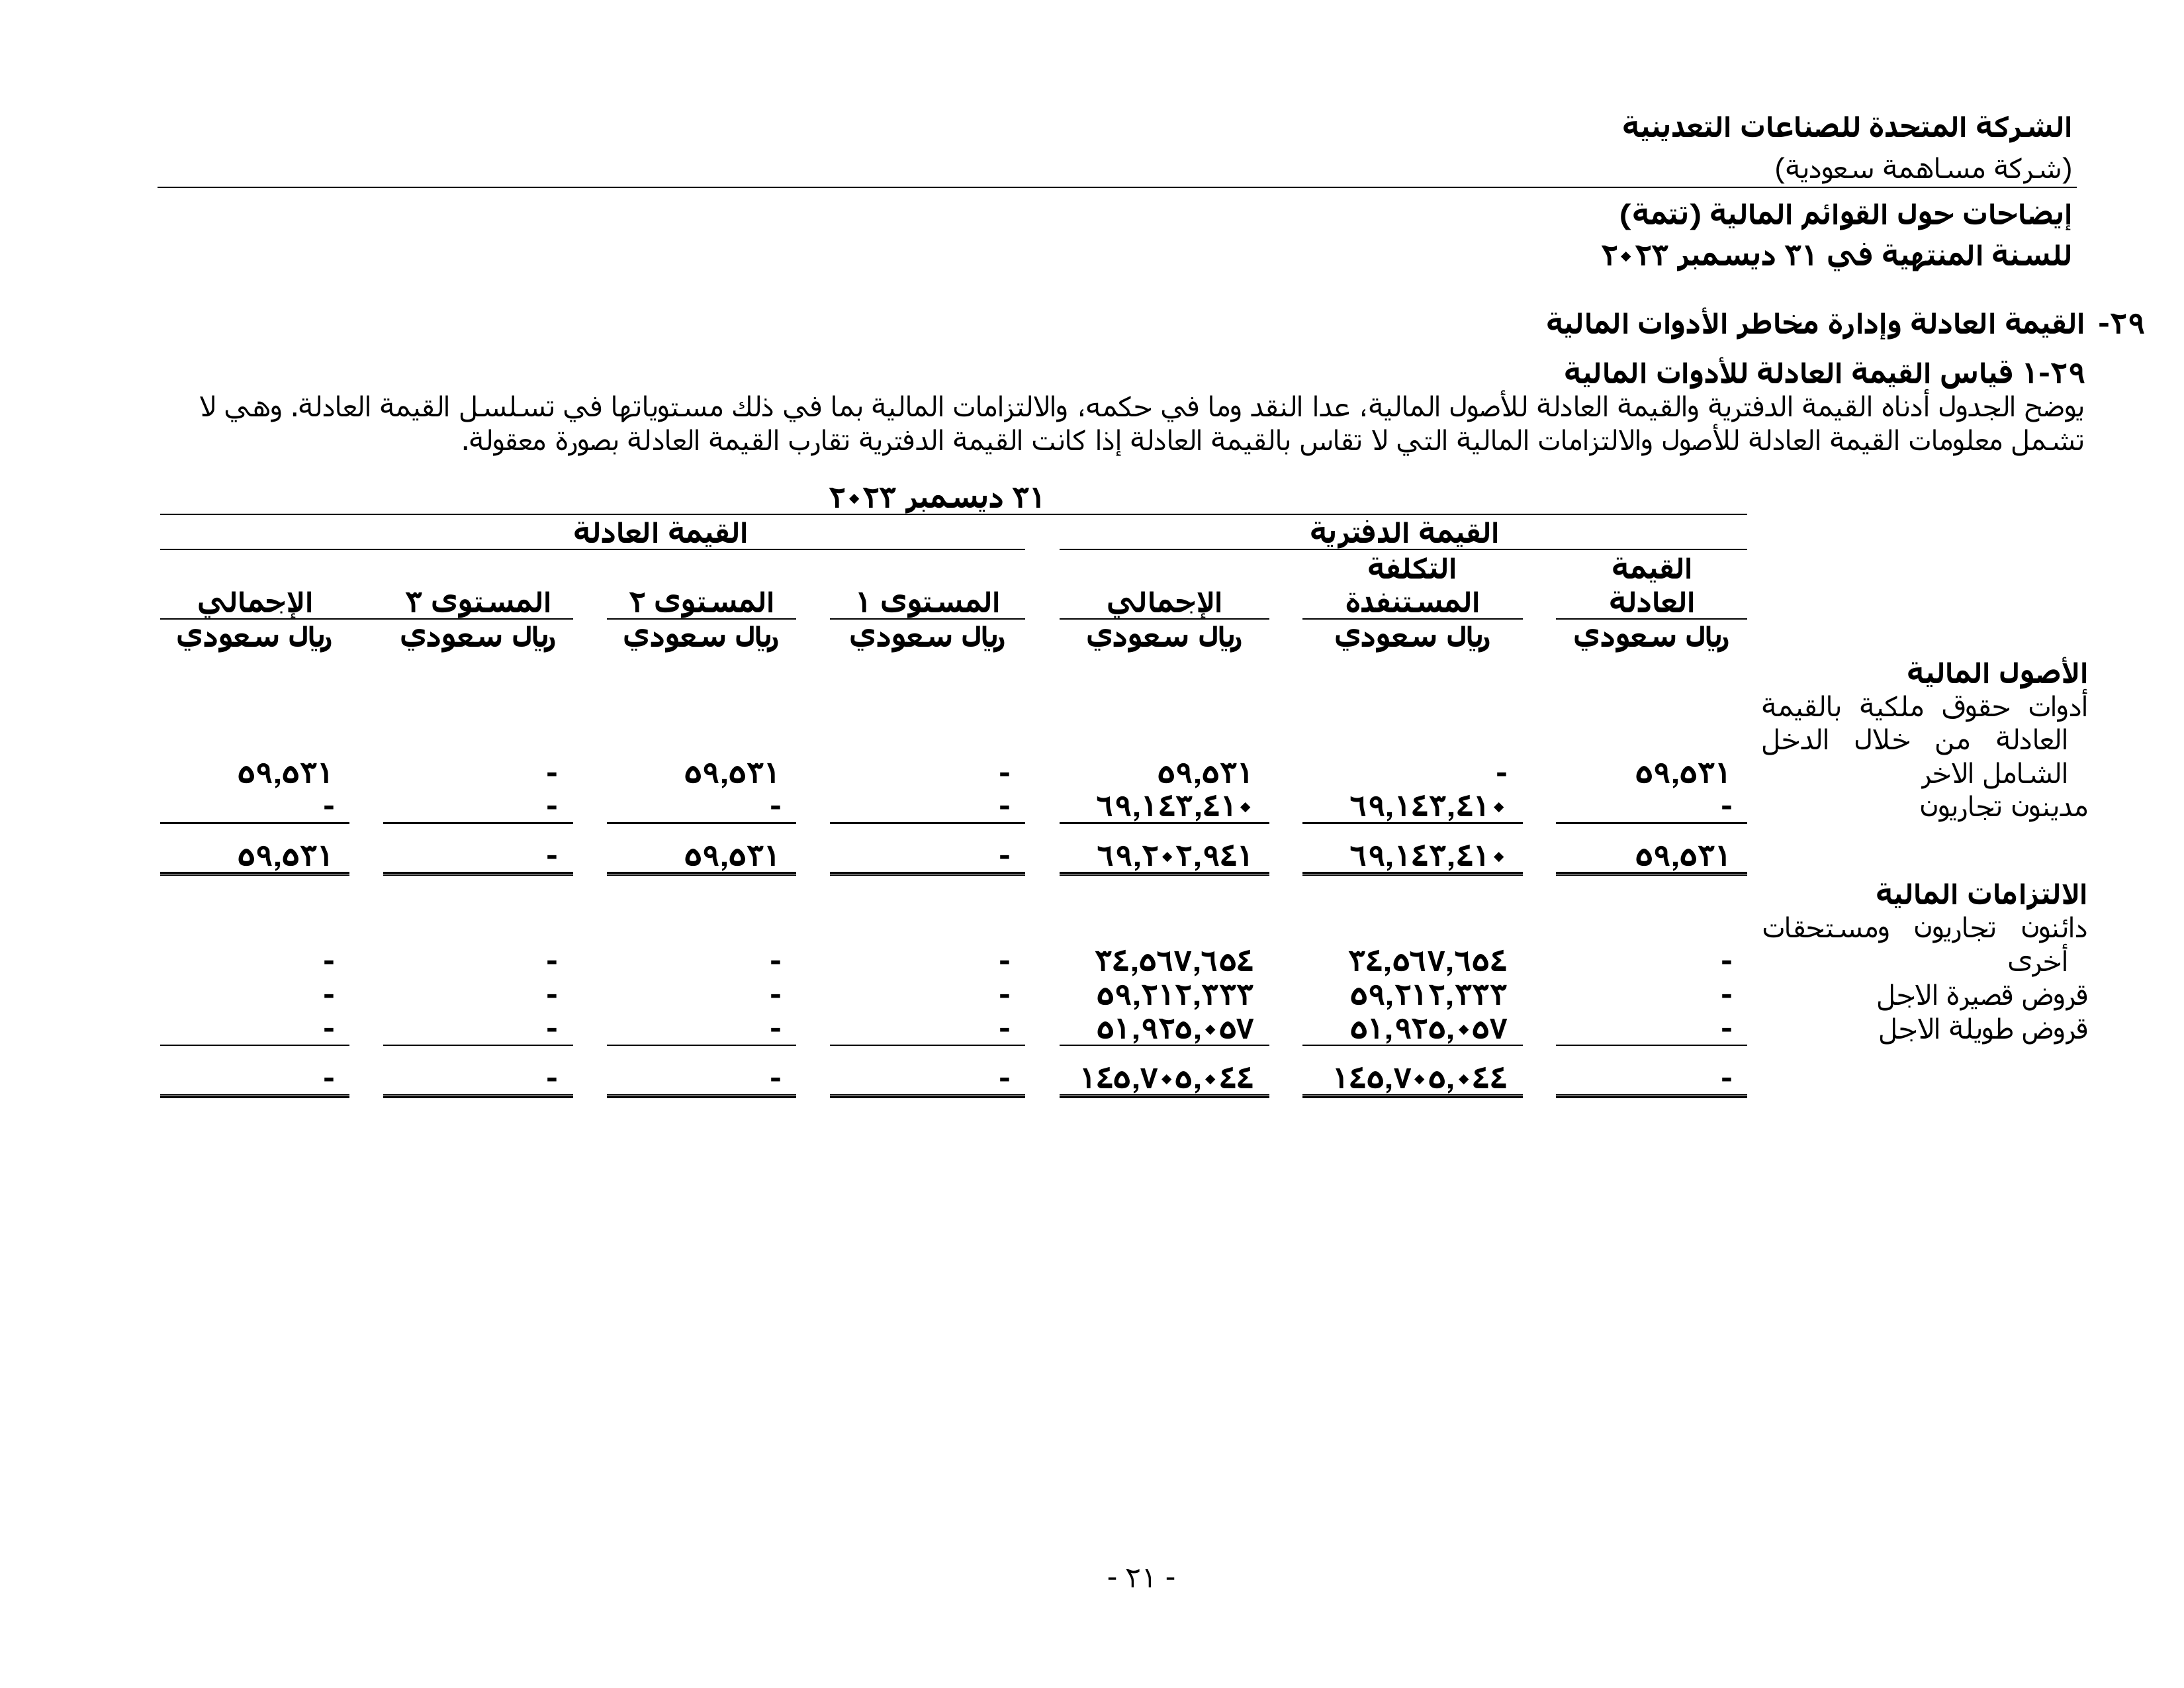 الشركة المتحدة للصناعات التعدينية
(شركة مساهمة سعودية)
إيضاحات حول القوائم المالية (تتمة)
للسنة المنتهية في ٣١ ديسمبر ٢٠٢٣
٢٩- القيمة العادلة وإدارة مخاطر الأدوات المالية
٢٩-١ قياس القيمة العادلة للأدوات المالية
يوضح الجدول أدناه القيمة الدفترية والقيمة العادلة للأصول المالية، عدا النقد وما في حكمه، والالتزامات المالية بما في ذلك مستوياتها في تسلسل القيمة العادلة. وهي لا
تشمل معلومات القيمة العادلة للأصول والالتزامات المالية التي لا تقاس بالقيمة العادلة إذا كانت القيمة الدفترية تقارب القيمة العادلة بصورة معقولة.
٣١ ديسمبر ٢٠٢٣
القيمة الدفترية القيمة العادلة
القيمة التكلفة
العادلة المستنفدة الإجمالي المستوى ١ المستوى ٢ المستوى ٣ الإجمالي
ريال سعودي ريال سعودي ريال سعودي ريال سعودي ريال سعودي ريال سعودي ريال سعودي
الأصول المالية
أدوات حقوق ملكية بالقيمة
العادلة من خلال الدخل
الشامل الاخر ٥٩,٥٣١ - ٥٩,٥٣١ - ٥٩,٥٣١ - ٥٩,٥٣١
مدينون تجاريون - ٦٩,١٤٣,٤١٠ ٦٩,١٤٣,٤١٠ - - - -
٥٩,٥٣١ ٦٩,١٤٣,٤١٠ ٦٩,٢٠٢,٩٤١ - ٥٩,٥٣١ - ٥٩,٥٣١
الالتزامات المالية
دائنون تجاريون ومستحقات
أخرى - ٣٤,٥٦٧,٦٥٤ ٣٤,٥٦٧,٦٥٤ - - - -
قروض قصيرة الاجل - ٥٩,٢١٢,٣٣٣ ٥٩,٢١٢,٣٣٣ - - - -
قروض طويلة الاجل - ٥١,٩٢٥,٠٥٧ ٥١,٩٢٥,٠٥٧ - - - -
- ١٤٥,٧٠٥,٠٤٤ ١٤٥,٧٠٥,٠٤٤ - - - -
- ٢١ -